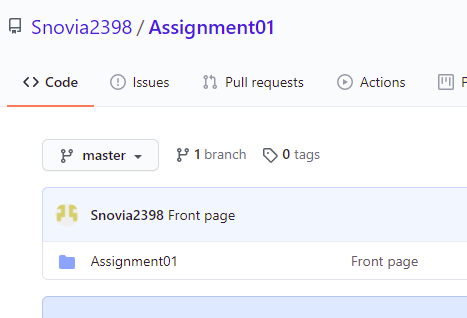 Snovia2398 / Assignment01
Code Issues Pull requests Actions
master 1 branch 0 tags
Snovia2398 Front page
Assignment01 Front page